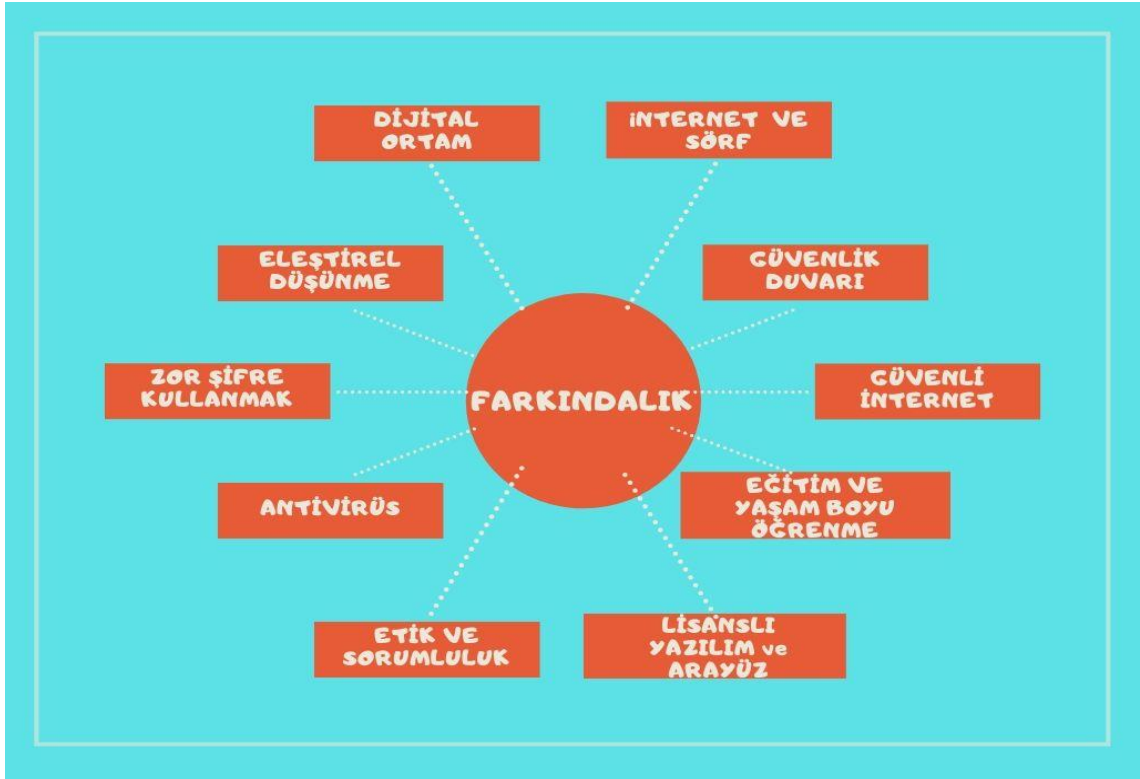 DİJİTAL
ORTAM
İNTERNET VE
SÖRF
ELEŞTİREL
DÜŞÜNME
GÜVENLİK
DUVARI
ZOR ŞİFRE
KULLANMAK
FARKINDALIK
GÜVENLİ
İNTERNET
ANTİVİRÜS
EĞİTİM VE
YAŞAM BOYU
ÖĞRENME
ETİK VE
SORUMLULUK
LİSANSLI
YAZILIM ve
ARAYÜZ